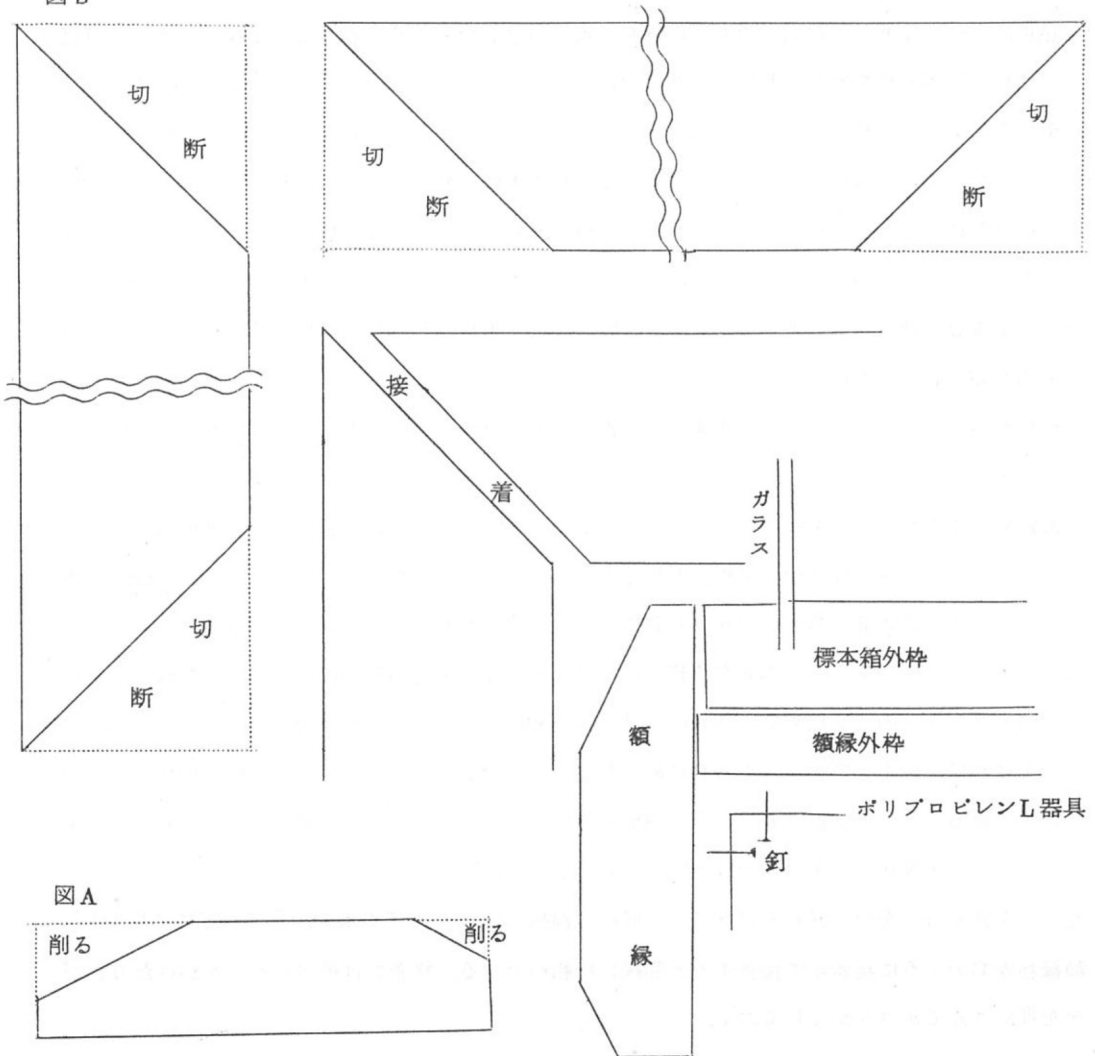 切
断
切
断
切
断
接
着
ガラス
切
断
標本箱外枠
額
額縁外枠
ポリプロピレンL器具
釘
図A
削る
削る
縁